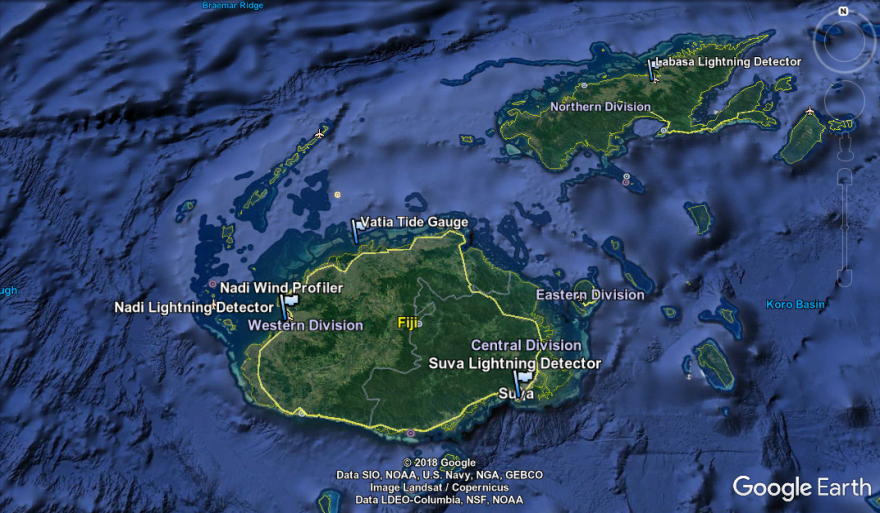 Braemar Ridge
N
Labasa Lightning Detector
Northern Division
Vatia Tide Gauge
Nadi Wind Profiler
Eastern Division
ugh
Nadi Lightning Detector
Koro Basin
Western Division
Fiji
Central Division
Suva Lightning Detector
Suva
© 2018 Google
Data SIO, NOAA, U.S. Navy, NGA, GEBCO
Image Landsat / Copernicus
Data LDEO-Columbia, NSF, NOAA
Google Earth